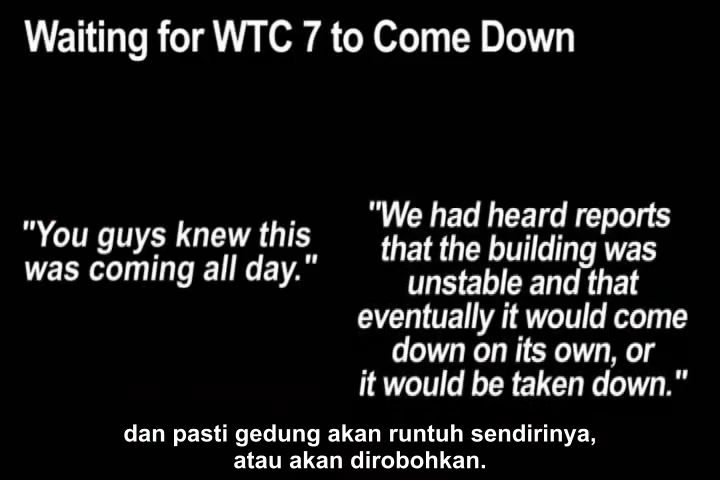 Waiting for WTC 7 to Come Down
"You guys knew this
was coming all day."
"We had heard reports
that the building was
unstable and that
eventually it would come
down on its own, or
it would be taken down."
dan pasti gedung akan runtuh sendirinya,
atau akan dirobohkan.